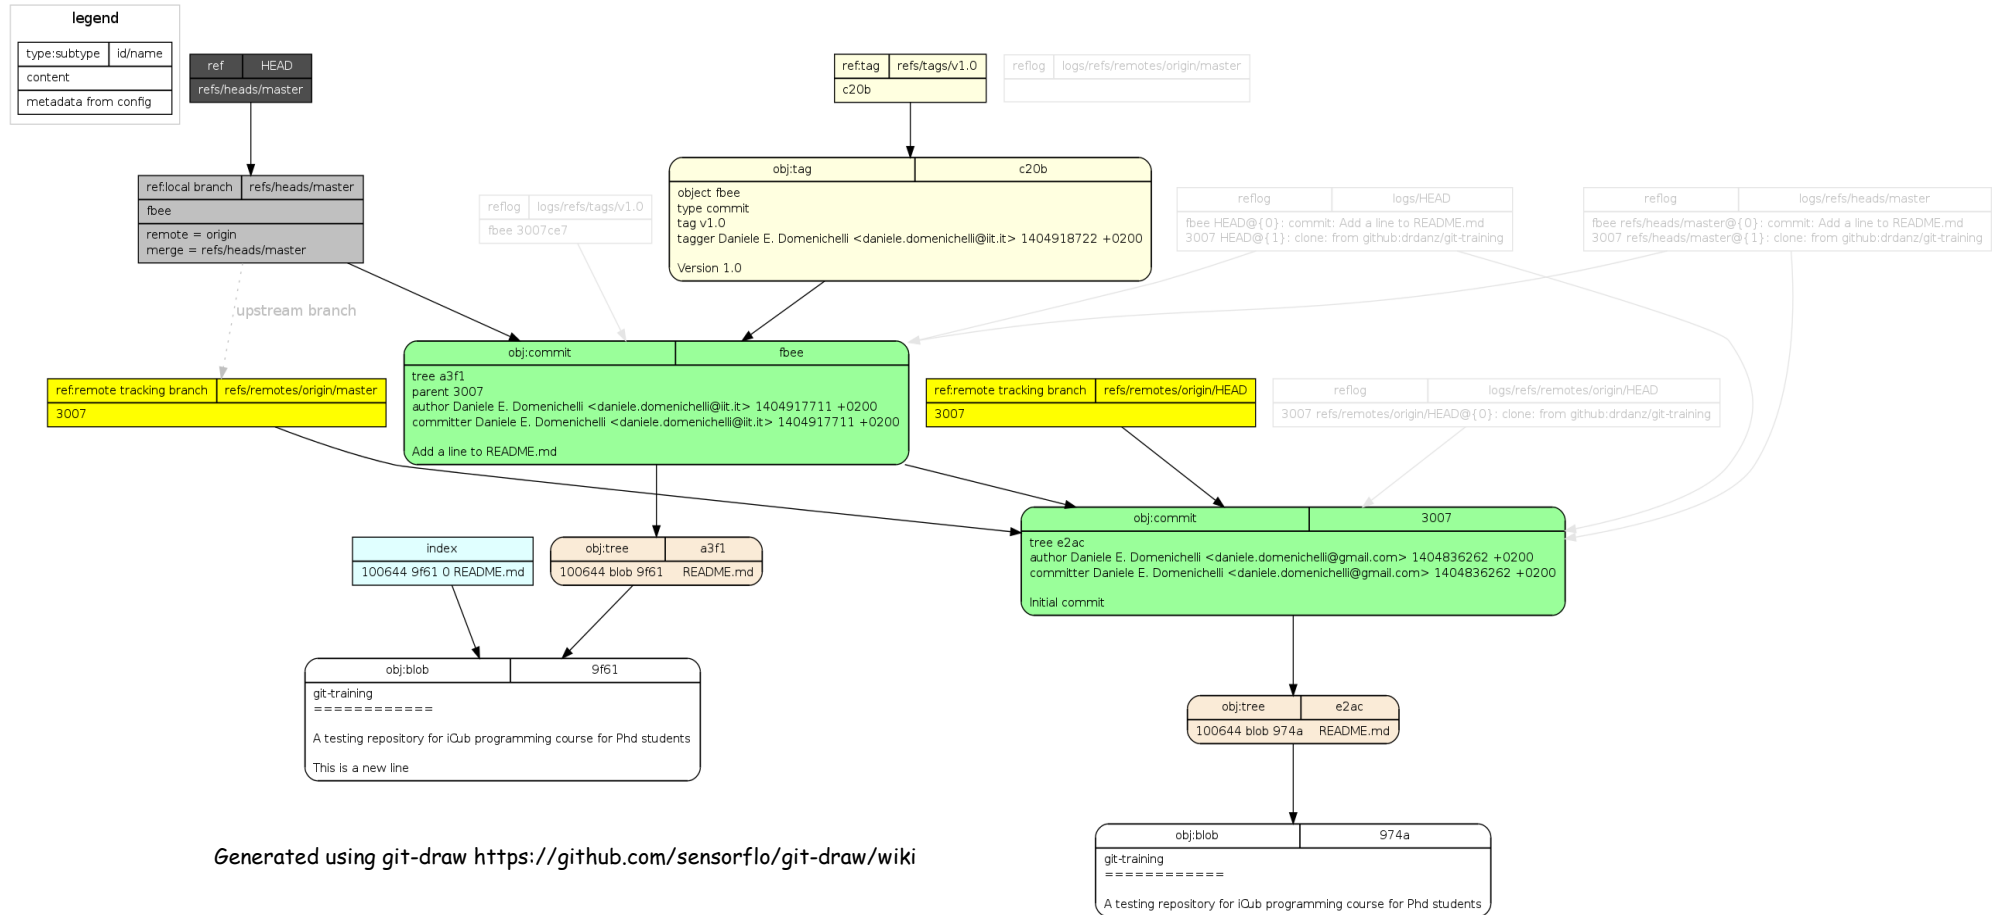 legend
type:subtype id/name
content
metadata from config
ref HEAD
refs/heads/master
ref:tag refs/tags/v1.0
c20b
reflog logs/refs/remotes/origin/master
ref:local branch refs/heads/master
fbee
remote = origin
merge = refs/heads/master
reflog logs/refs/tags/v1.0
fbee 3007ce7
obj:tag c20b
object fbee
type commit
tag v1.0
tagger Daniele E. Domenichelli <daniele.domenichelli@iit.it> 1404918722 +0200
Version 1.0
reflog logs/HEAD
fbee HEAD@{0}: commit: Add a line to README.md
3007 HEAD@{1}: clone: from github:drdanz/git-training
reflog logs/refs/heads/master
fbee refs/heads/master@{0}: commit: Add a line to README.md
3007 refs/heads/master@{1}: clone: from github:drdanz/git-training
upstream branch
ref:remote tracking branch refs/remotes/origin/master
3007
obj:commit fbee
tree a3f1
parent 3007
author Daniele E. Domenichelli <daniele.domenichelli@iit.it> 1404917711 +0200
committer Daniele E. Domenichelli <daniele.domenichelli@iit.it> 1404917711 +0200
Add a line to README.md
ref:remote tracking branch refs/remotes/origin/HEAD
3007
reflog logs/refs/remotes/origin/HEAD
3007 refs/remotes/origin/HEAD@{0}: clone: from github:drdanz/git-training
index
100644 9f61 0 README.md
obj:tree a3f1
100644 blob 9f61 README.md
obj:commit 3007
tree e2ac
author Daniele E. Domenichelli <daniele.domenichelli@gmail.com> 1404836262 +0200
committer Daniele E. Domenichelli <daniele.domenichelli@gmail.com> 1404836262 +0200
Initial commit
obj:blob 9f61
git-training
============
A testing repository for iCub programming course for Phd students
This is a new line
obj:tree e2ac
100644 blob 974a README.md
obj:blob 974a
git-training
============
A testing repository for iCub programming course for Phd students
Generated using git-draw https://github.com/sensorflo/git-draw/wiki